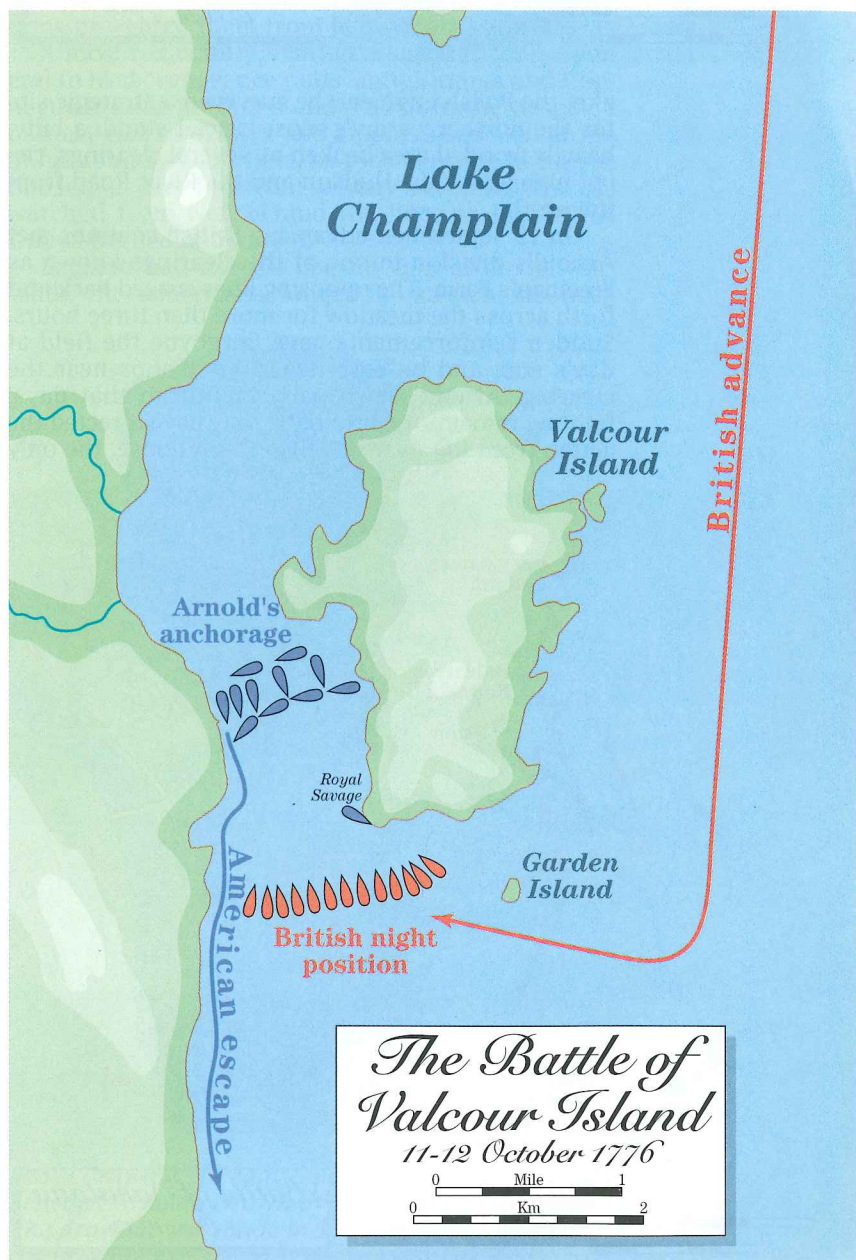 Lake
Champlain
British advance
Valcour
Island
Arnold's
anchorage
Royal
Savage
Garden
Island
American escape
British night
position
The Battle of
Valcour Island
11-12 October 1776
0 Mile 1
0 Km 2